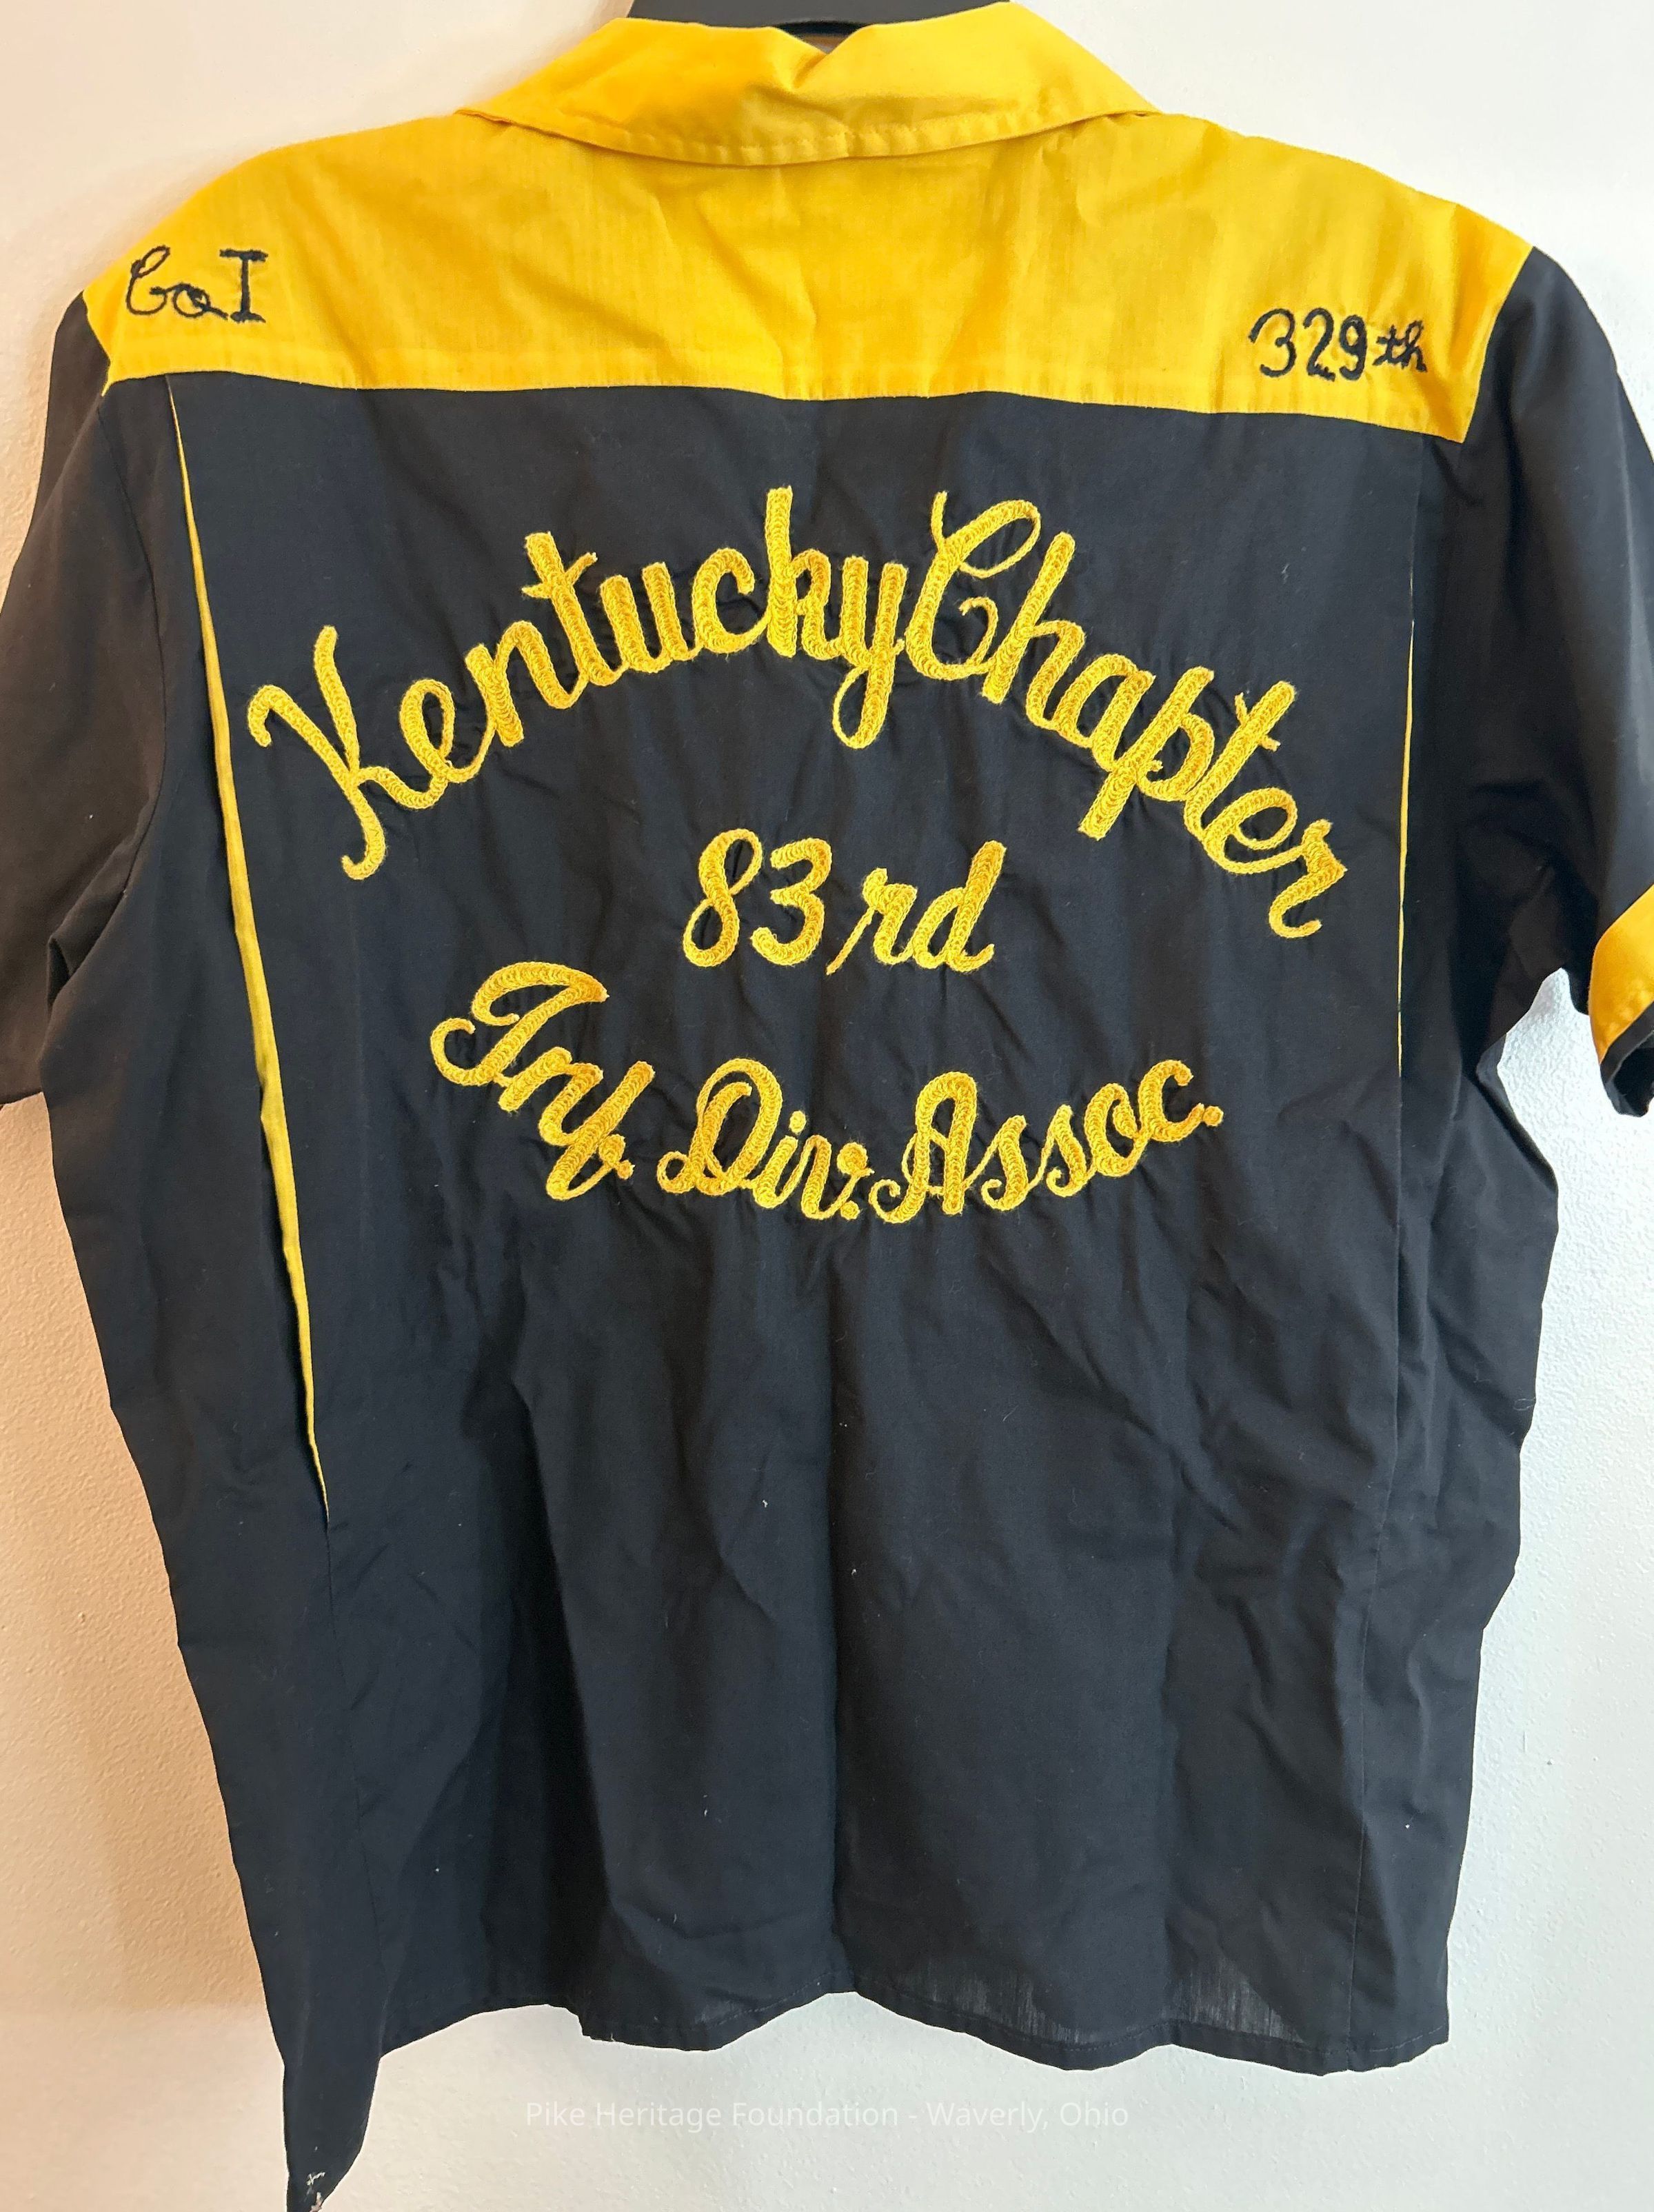 Co I
329th
Kentucky Chapter
83rd
Inf. Div. Assoc.
Pike Heritage Foundation - Waverly, Ohio